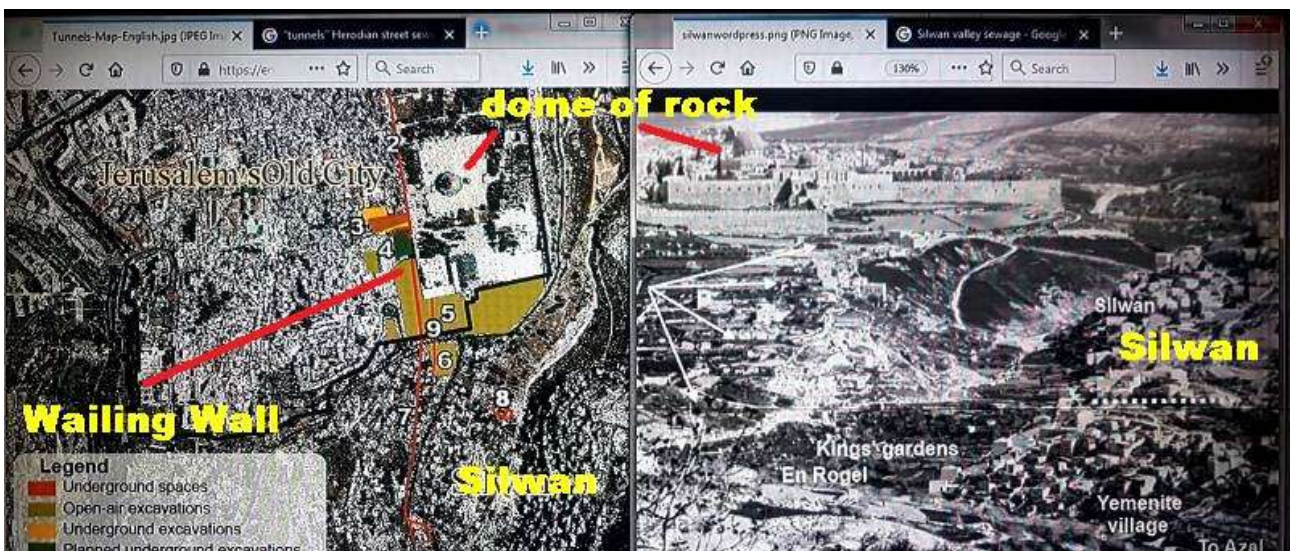 Tunnels-Map-English.jpg (JPEG Im
"tunnels" Herodian street sew
https://er
Search
dome of rock
Jerusalem'sOld City
2
3
4
5
9
6
7
8
Wailing Wall
Silwan
Legend
Underground spaces
Open-air excavations
Underground excavations
Planned underground excavations
silwanwordpress.png (PNG Image,
Silwan valley sewage - Google
130%
Search
Silwan
Silwan
Kings' gardens
En Rogel
Yemenite
village
To Azal